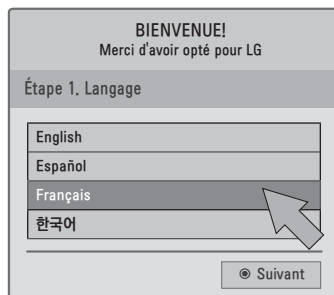 BIENVENUE!
Merci d'avoir opté pour LG
Étape 1. Langage
English
Español
Français
한국어
◉ Suivant